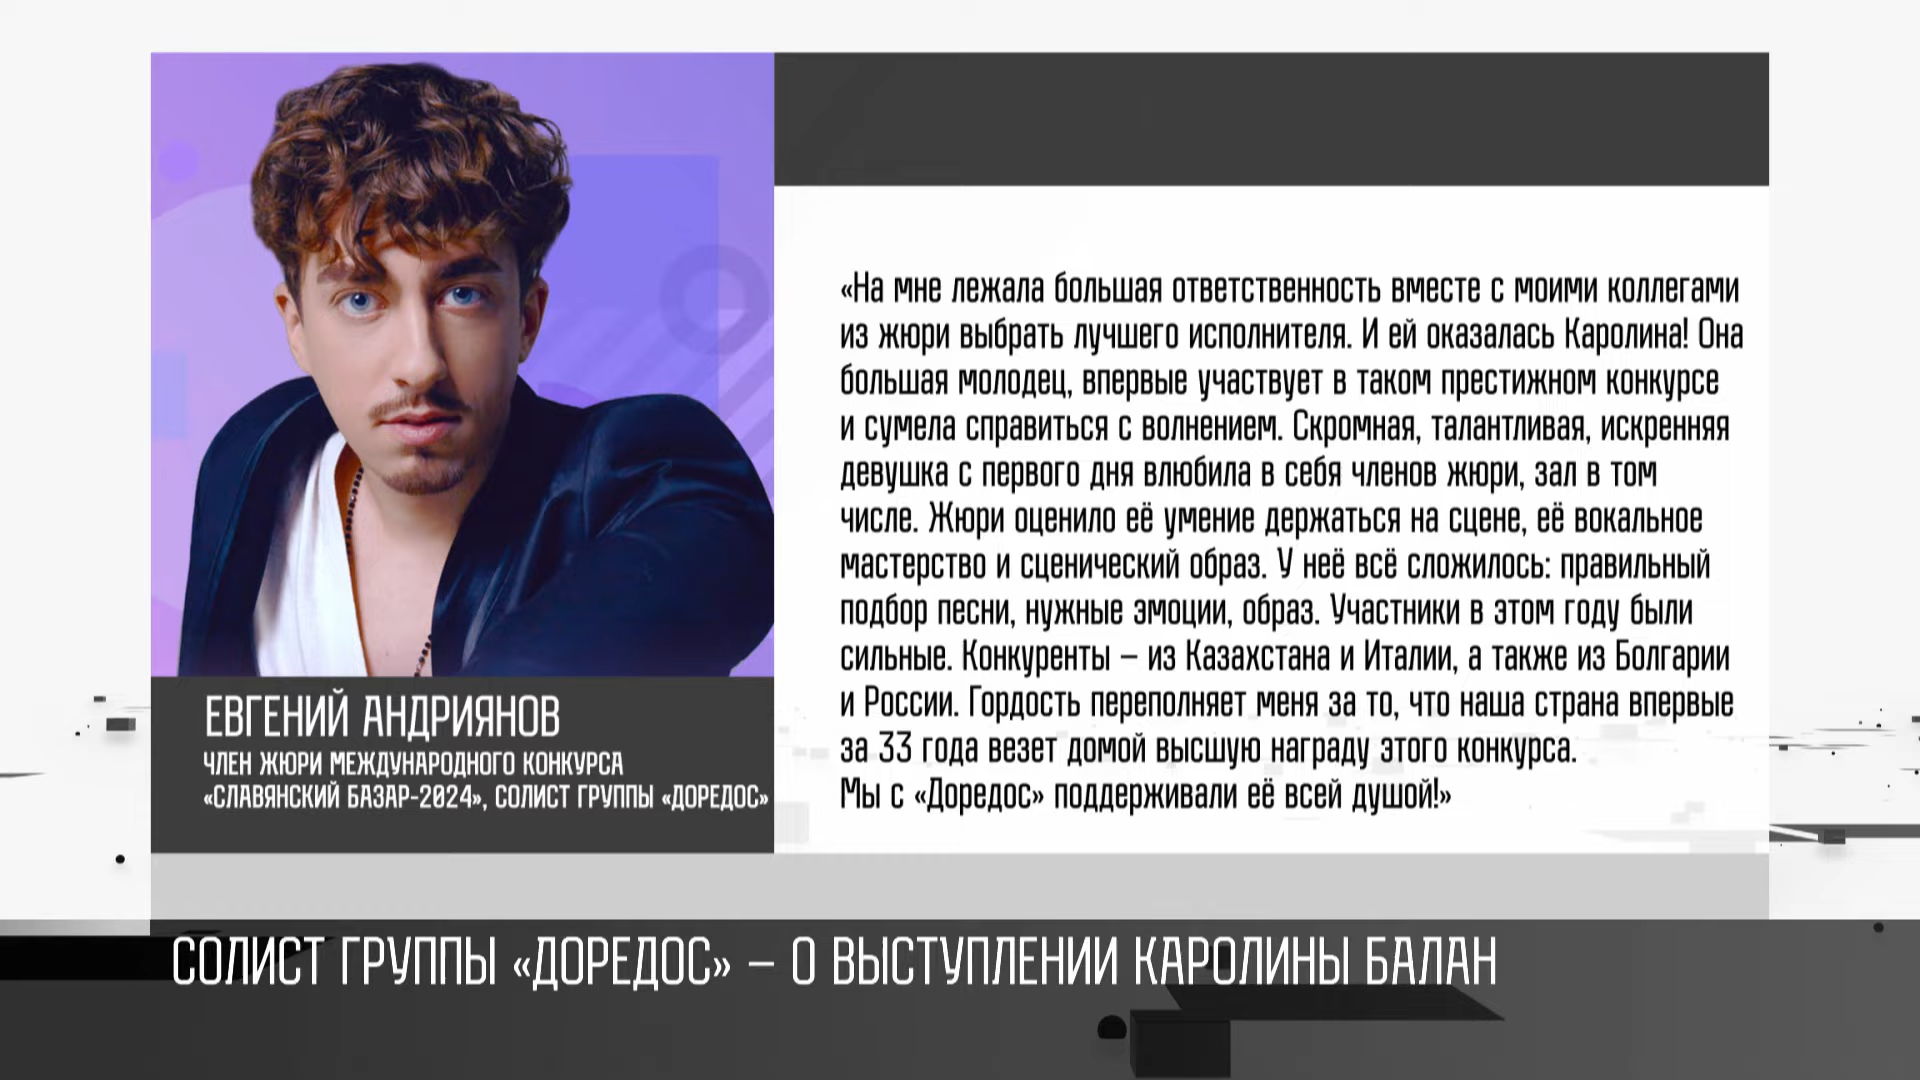 «На мне лежала большая ответственность вместе с моими коллегами
из жюри выбрать лучшего исполнителя. И ей оказалась Каролина! Она
большая молодец, впервые участвует в таком престижном конкурсе
и сумела справиться с волнением. Скромная, талантливая, искренняя
девушка с первого дня влюбила в себя членов жюри, зал в том
числе. Жюри оценило её умение держаться на сцене, её вокальное
мастерство и сценический образ. У неё всё сложилось: правильный
подбор песни, нужные эмоции, образ. Участники в этом году были
сильные. Конкуренты – из Казахстана и Италии, а также из Болгарии
и России. Гордость переполняет меня за то, что наша страна впервые
за 33 года везет домой высшую награду этого конкурса.
Мы с «Доредос» поддерживали её всей душой!»
ЕВГЕНИЙ АНДРИЯНОВ
ЧЛЕН ЖЮРИ МЕЖДУНАРОДНОГО КОНКУРСА
«СЛАВЯНСКИЙ БАЗАР-2024», СОЛИСТ ГРУППЫ «ДОРЕДОС»
СОЛИСТ ГРУППЫ «ДОРЕДОС» – О ВЫСТУПЛЕНИИ КАРОЛИНЫ БАЛАН